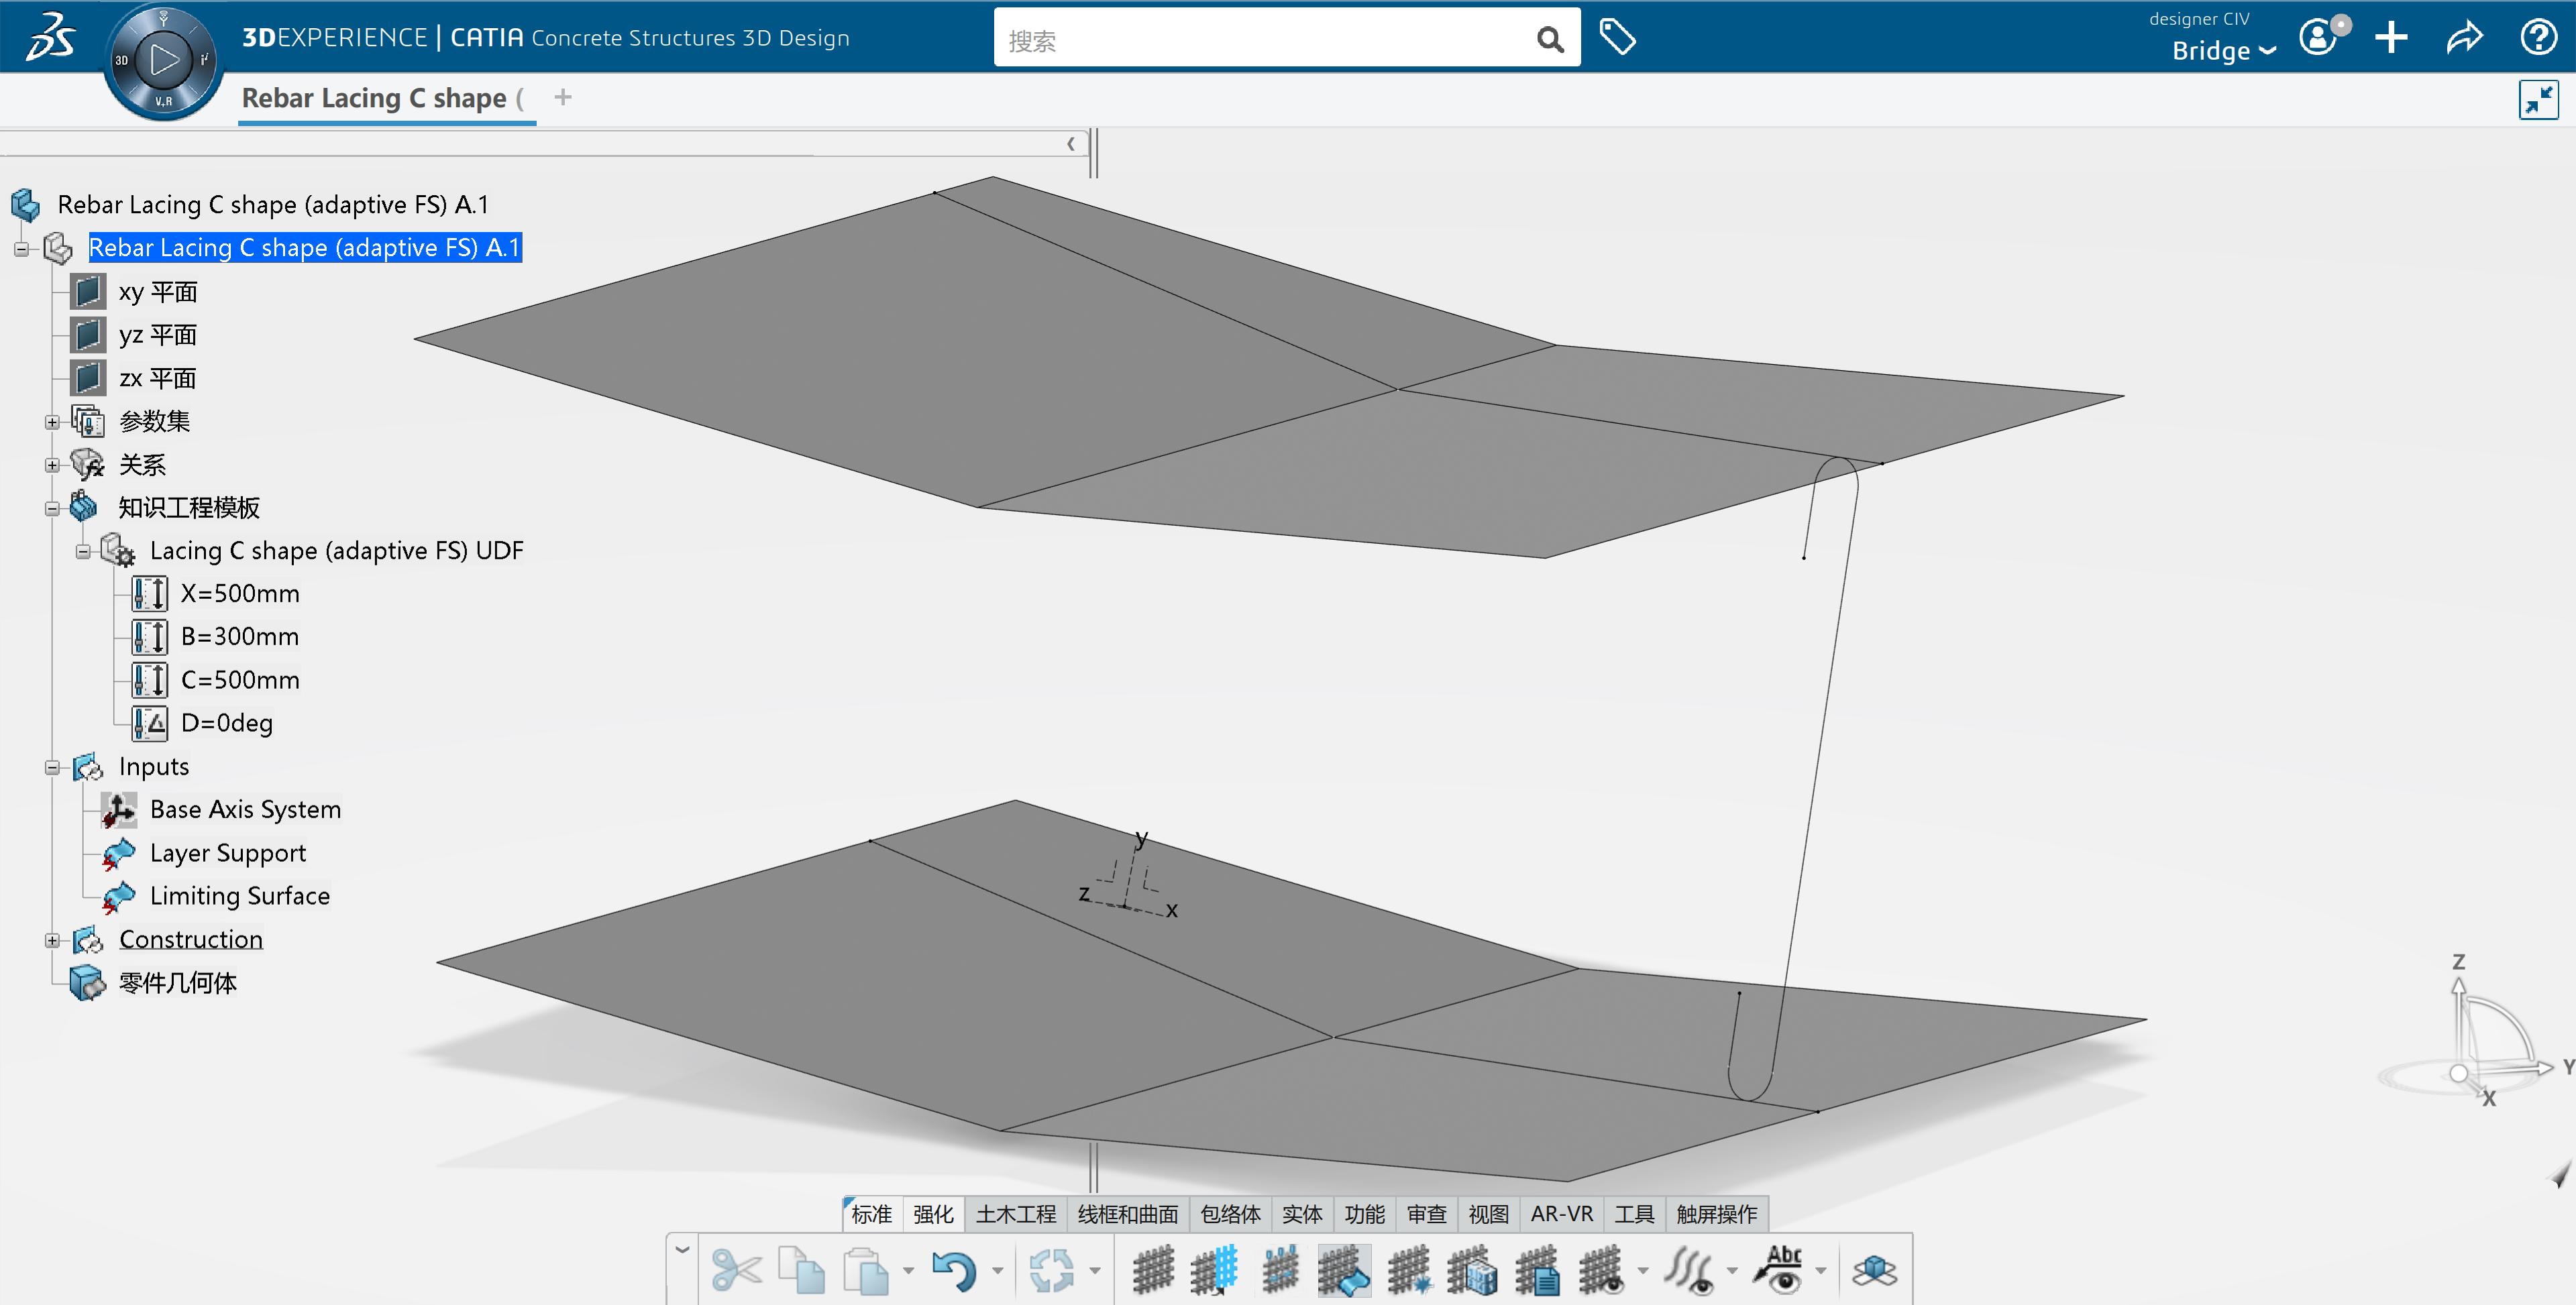 3DEXPERIENCE | CATIA Concrete Structures 3D Design
搜索
designer CIV
Bridge
3D
V,R
Rebar Lacing C shape (
Rebar Lacing C shape (adaptive FS) A.1
Rebar Lacing C shape (adaptive FS) A.1
xy 平面
yz 平面
zx 平面
参数集
关系
知识工程模板
Lacing C shape (adaptive FS) UDF
X=500mm
B=300mm
C=500mm
D=0deg
Inputs
Base Axis System
Layer Support
Limiting Surface
Construction
零件几何体
y
z
x
Z
Y
X
标准 强化 土木工程 线框和曲面 包络体 实体 功能 审查 视图 AR-VR 工具 触屏操作
Abc